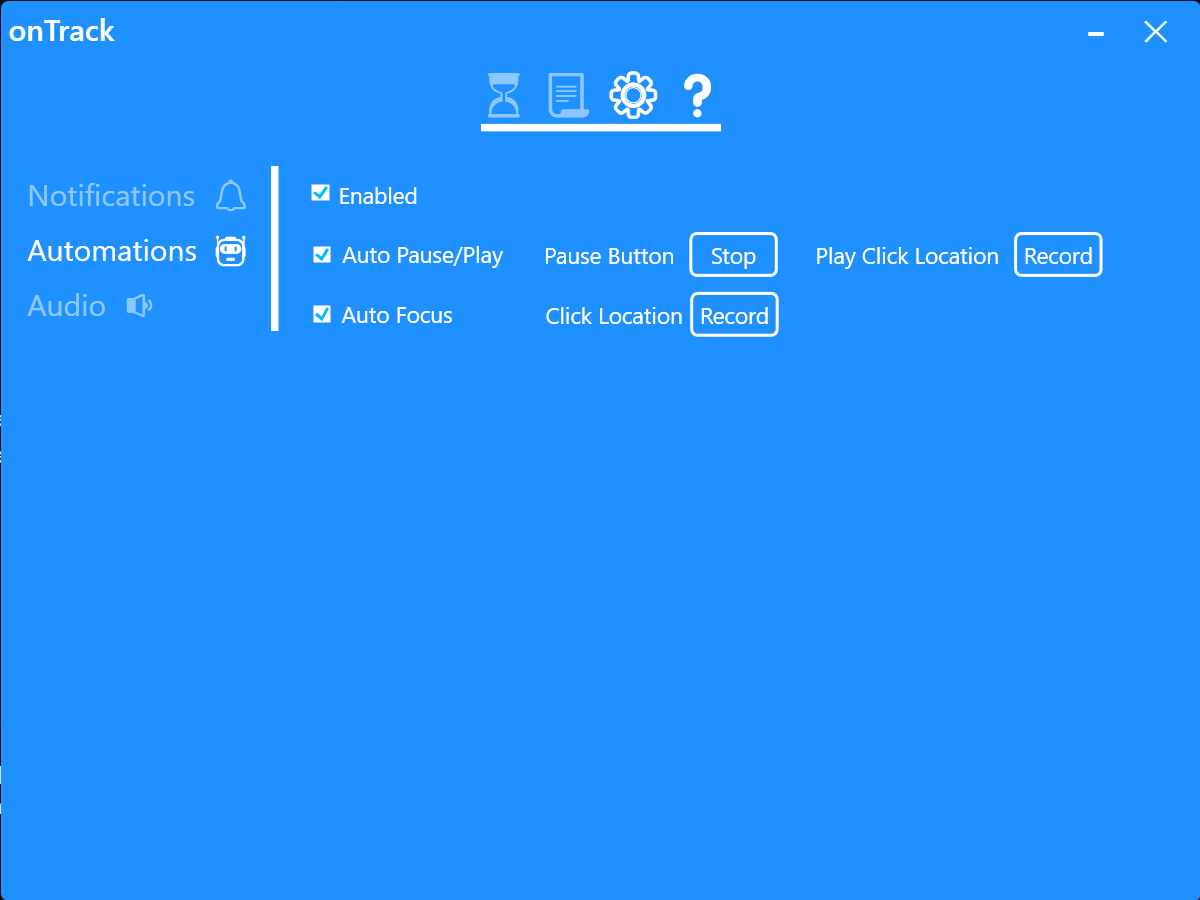 onTrack
Notifications
Automations
Audio
Enabled
Auto Pause/Play Pause Button Stop Play Click Location Record
Auto Focus Click Location Record